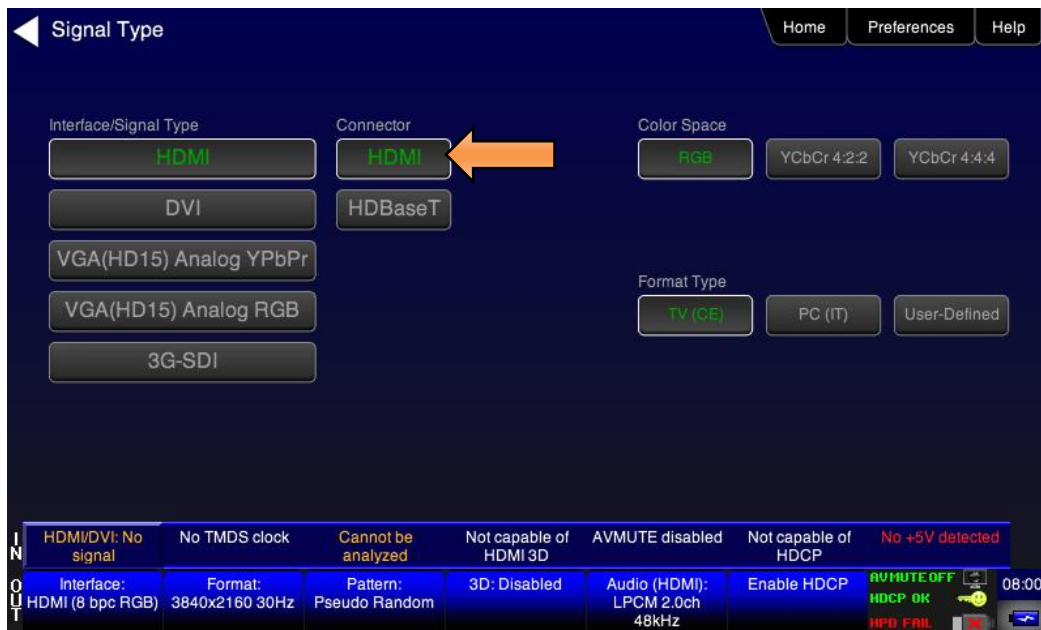 Signal Type
Home
Preferences
Help
Interface/Signal Type
Connector
Color Space
HDMI
HDMI
RGB
YCbCr 4:2:2
YCbCr 4:4:4
DVI
HDBaseT
VGA(HD15) Analog YPbPr
Format Type
VGA(HD15) Analog RGB
TV (CE)
PC (IT)
User-Defined
3G-SDI
IN
HDMI/DVI: No
signal
No TMDS clock
Cannot be
analyzed
Not capable of
HDMI 3D
AVMUTE disabled
Not capable of
HDCP
No +5V detected
OUT
Interface:
HDMI (8 bpc RGB)
Format:
3840x2160 30Hz
Pattern:
Pseudo Random
3D: Disabled
Audio (HDMI):
LPCM 2.0ch
48kHz
Enable HDCP
AVMUTE OFF
HDCP OK
HPD FAIL
08:00